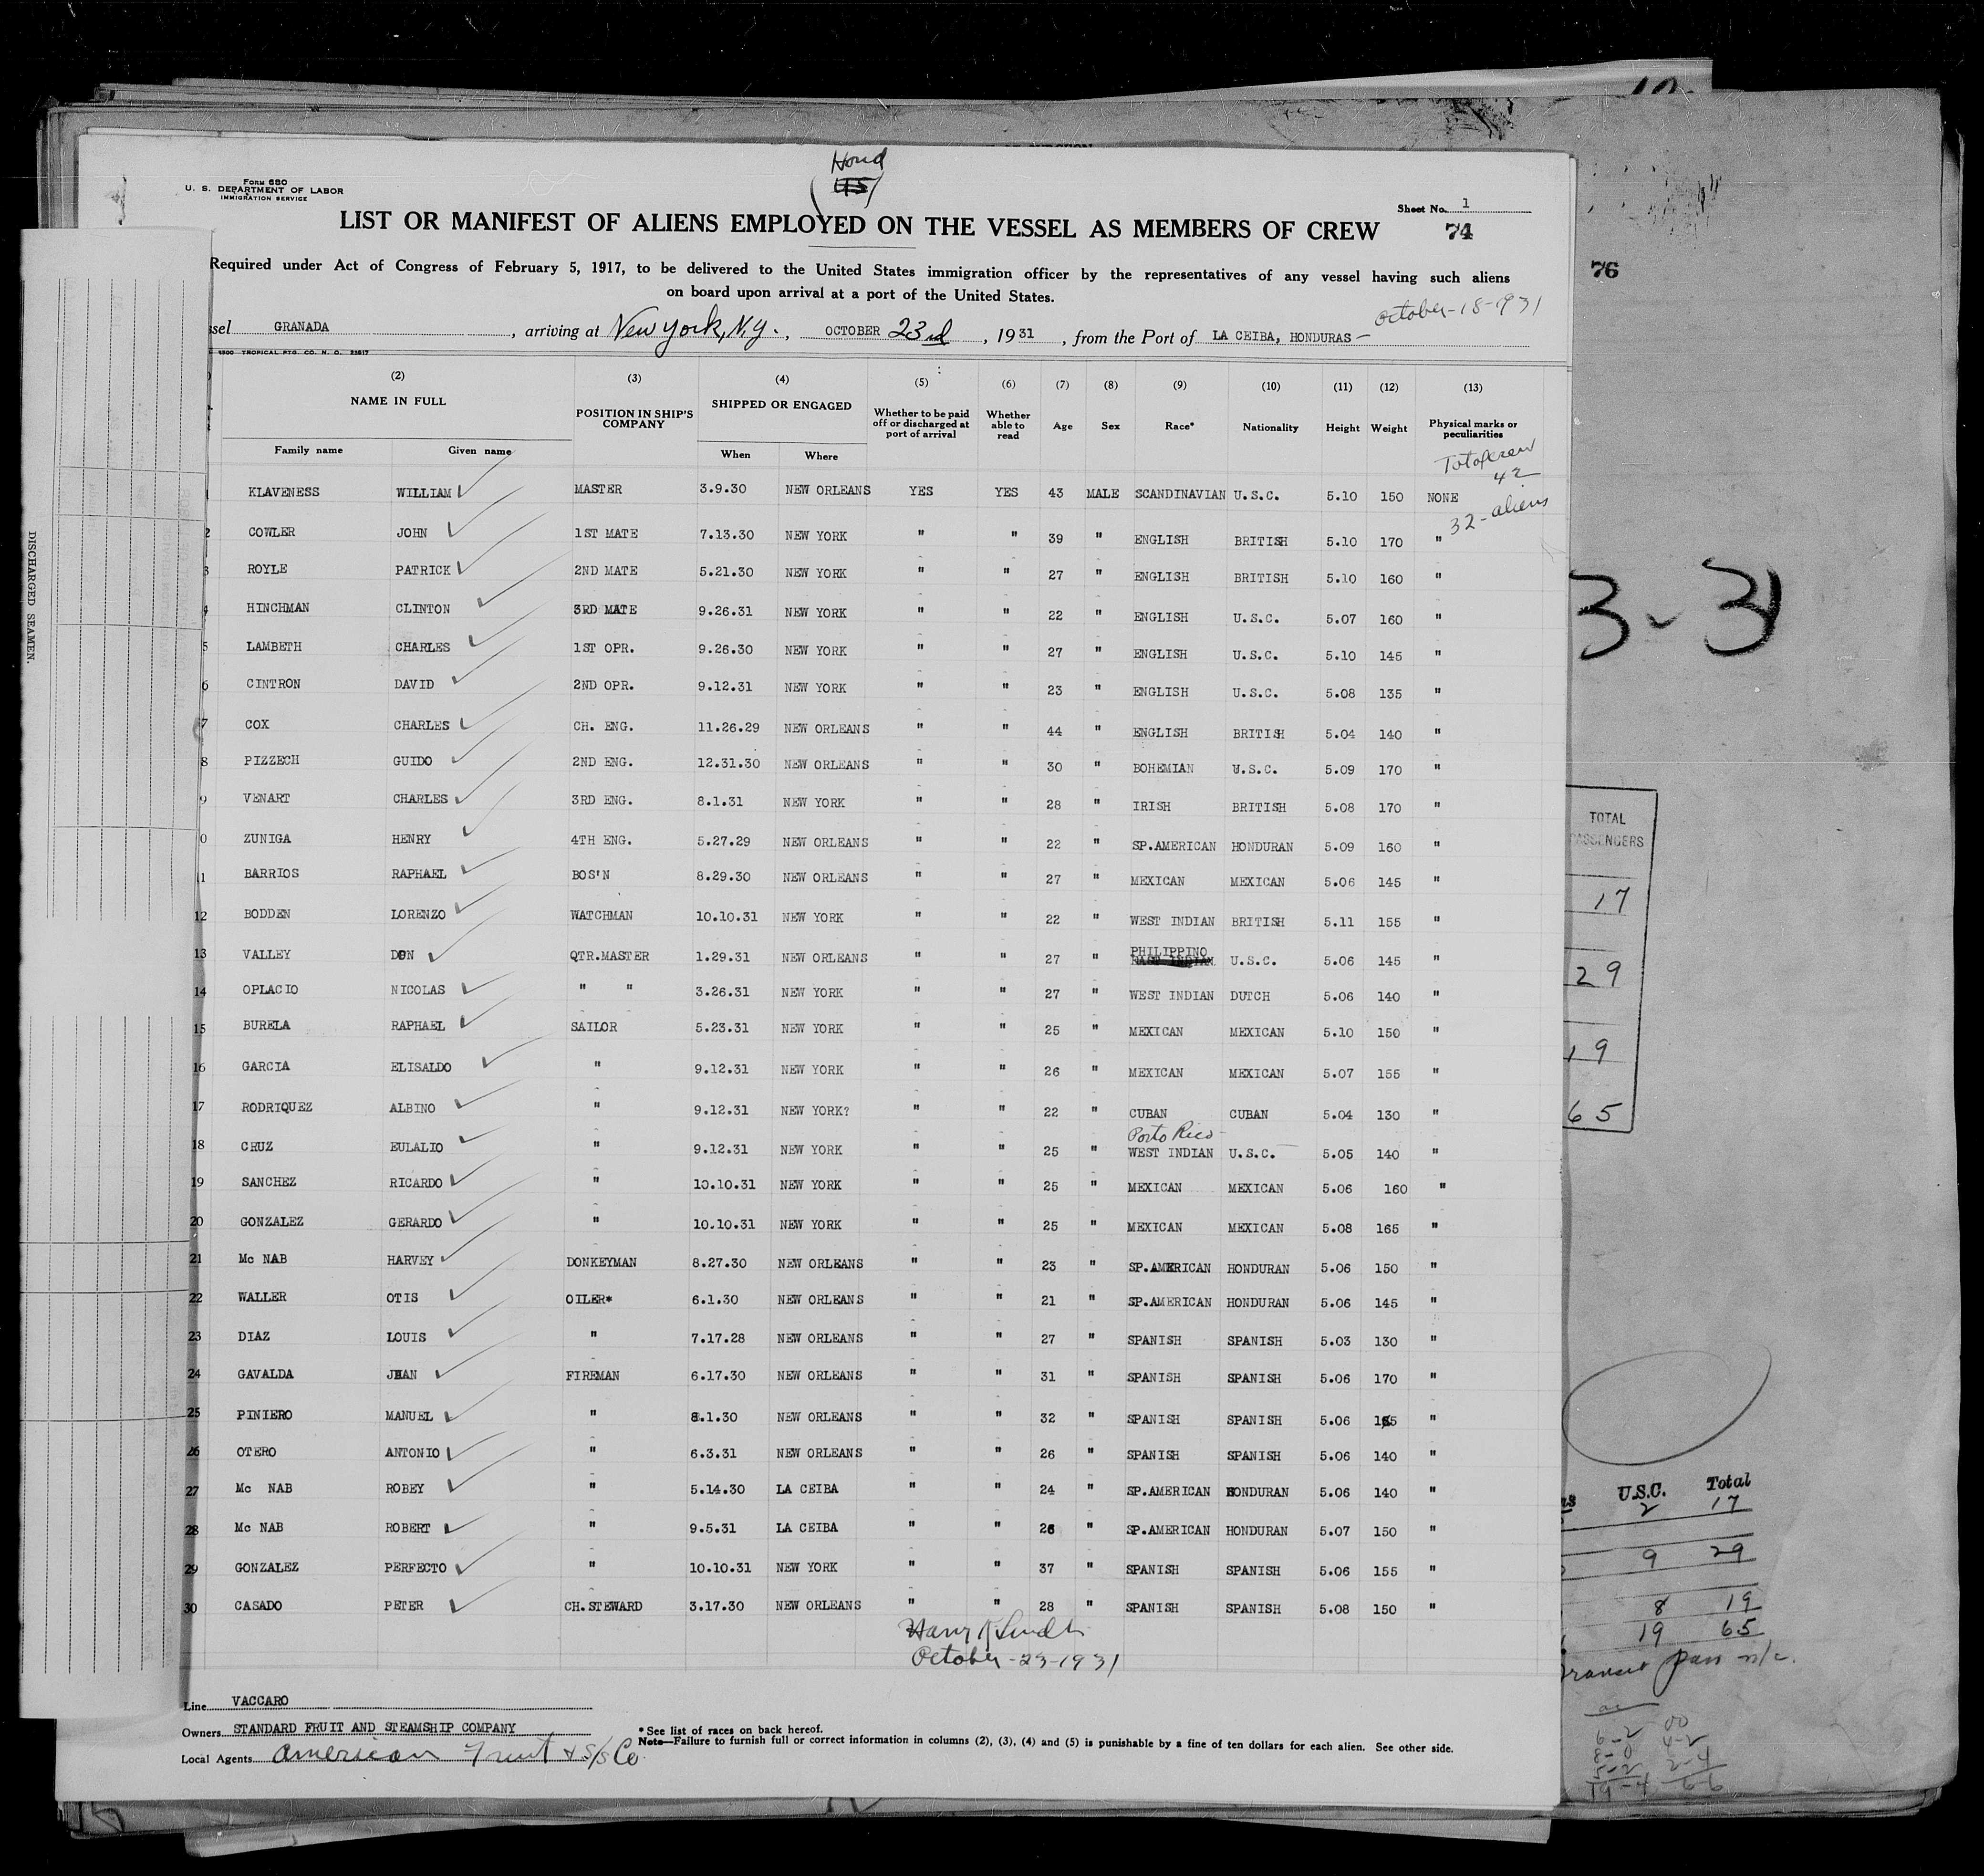 Hond
(US)
Form 680
U. S. DEPARTMENT OF LABOR
IMMIGRATION SERVICE
Sheet No. 1
LIST OR MANIFEST OF ALIENS EMPLOYED ON THE VESSEL AS MEMBERS OF CREW
74
76
Required under Act of Congress of February 5, 1917, to be delivered to the United States immigration officer by the representatives of any vessel having such aliens
on board upon arrival at a port of the United States.
October-18-1931
ssel GRANADA, arriving at New York, N.Y., OCTOBER 23rd, 1931, from the Port of LA CEIBA, HONDURAS-
(2) (3) (4) (5) (6) (7) (8) (9) (10) (11) (12) (13)
NAME IN FULL POSITION IN SHIP'S COMPANY SHIPPED OR ENGAGED Whether to be paid off or discharged at port of arrival Whether able to read Age Sex Race* Nationality Height Weight Physical marks or peculiarities
Family name Given name When Where
Total crew
42
32-aliens
1 KLAVENESS WILLIAM MASTER 3.9.30 NEW ORLEANS YES YES 43 MALE SCANDINAVIAN U.S.C. 5.10 150 NONE
2 COWLER JOHN 1ST MATE 7.13.30 NEW YORK " " 39 " ENGLISH BRITISH 5.10 170 "
3 ROYLE PATRICK 2ND MATE 5.21.30 NEW YORK " " 27 " ENGLISH BRITISH 5.10 160 "
4 HINCHMAN CLINTON 3RD MATE 9.26.31 NEW YORK " " 22 " ENGLISH U.S.C. 5.07 160 "
5 LAMBETH CHARLES 1ST OPR. 9.26.30 NEW YORK " " 27 " ENGLISH U.S.C. 5.10 145 "
6 CINTRON DAVID 2ND OPR. 9.12.31 NEW YORK " " 23 " ENGLISH U.S.C. 5.08 135 "
7 COX CHARLES CH. ENG. 11.26.29 NEW ORLEANS " " 44 " ENGLISH BRITISH 5.04 140 "
8 PIZZECH GUIDO 2ND ENG. 12.31.30 NEW ORLEANS " " 30 " BOHEMIAN U.S.C. 5.09 170 "
9 VENART CHARLES 3RD ENG. 8.1.31 NEW YORK " " 28 " IRISH BRITISH 5.08 170 "
0 ZUNIGA HENRY 4TH ENG. 5.27.29 NEW ORLEANS " " 22 " SP.AMERICAN HONDURAN 5.09 160 "
11 BARRIOS RAPHAEL BOS'N 8.29.30 NEW ORLEANS " " 27 " MEXICAN MEXICAN 5.06 145 "
12 BODDEN LORENZO WATCHMAN 10.10.31 NEW YORK " " 22 " WEST INDIAN BRITISH 5.11 155 "
13 VALLEY DON QTR.MASTER 1.29.31 NEW ORLEANS " " 27 " PHILIPPINO U.S.C. 5.06 145 "
14 OPLACIO NICOLAS " " 3.26.31 NEW YORK " " 27 " WEST INDIAN DUTCH 5.06 140 "
15 BURELA RAPHAEL SAILOR 5.23.31 NEW YORK " " 25 " MEXICAN MEXICAN 5.10 150 "
16 GARCIA ELISALDO " 9.12.31 NEW YORK " " 26 " MEXICAN MEXICAN 5.07 155 "
17 RODRIQUEZ ALBINO " 9.12.31 NEW YORK? " " 22 " CUBAN CUBAN 5.04 130 "
Porto Rico
18 CRUZ EULALIO " 9.12.31 NEW YORK " " 25 " WEST INDIAN U.S.C. 5.05 140 "
19 SANCHEZ RICARDO " 10.10.31 NEW YORK " " 25 " MEXICAN MEXICAN 5.06 160 "
20 GONZALEZ GERARDO " 10.10.31 NEW YORK " " 25 " MEXICAN MEXICAN 5.08 165 "
21 Mc NAB HARVEY DONKEYMAN 8.27.30 NEW ORLEANS " " 23 " SP.AMERICAN HONDURAN 5.06 150 "
22 WALLER OTIS OILER* 6.1.30 NEW ORLEANS " " 21 " SP.AMERICAN HONDURAN 5.06 145 "
23 DIAZ LOUIS " 7.17.28 NEW ORLEANS " " 27 " SPANISH SPANISH 5.03 130 "
24 GAVALDA JUAN FIREMAN 6.17.30 NEW ORLEANS " " 31 " SPANISH SPANISH 5.06 170 "
25 PINIERO MANUEL " 8.1.30 NEW ORLEANS " " 32 " SPANISH SPANISH 5.06 "
26 OTERO ANTONIO " 6.3.31 NEW ORLEANS " " 26 " SPANISH SPANISH 5.06 140 "
27 Mc NAB ROBEY " 5.14.30 LA CEIBA " " 24 " SP.AMERICAN HONDURAN 5.06 140 "
28 Mc NAB ROBERT " 9.5.31 LA CEIBA " " 26 " SP.AMERICAN HONDURAN 5.07 150 "
29 GONZALEZ PERFECTO " 10.10.31 NEW YORK " " 37 " SPANISH SPANISH 5.06 155 "
30 CASADO PETER CH.STEWARD 3.17.30 NEW ORLEANS " " 28 " SPANISH SPANISH 5.08 150 "
October-23-1931
Line VACCARO
Owners STANDARD FRUIT AND STEAMSHIP COMPANY
Local Agents American Fruit & S/S Co.
*See list of races on back hereof.
Note—Failure to furnish full or correct information in columns (2), (3), (4) and (5) is punishable by a fine of ten dollars for each alien. See other side.
DISCHARGED SEAMEN.
3-31
TOTAL
PASSENGERS
17
29
19
65
U.S.C. Total
2 17
9 29
8 19
19 65
transit pass n/c.
6-2 4-2
8-0 2-4
5-2 6-6
19-4